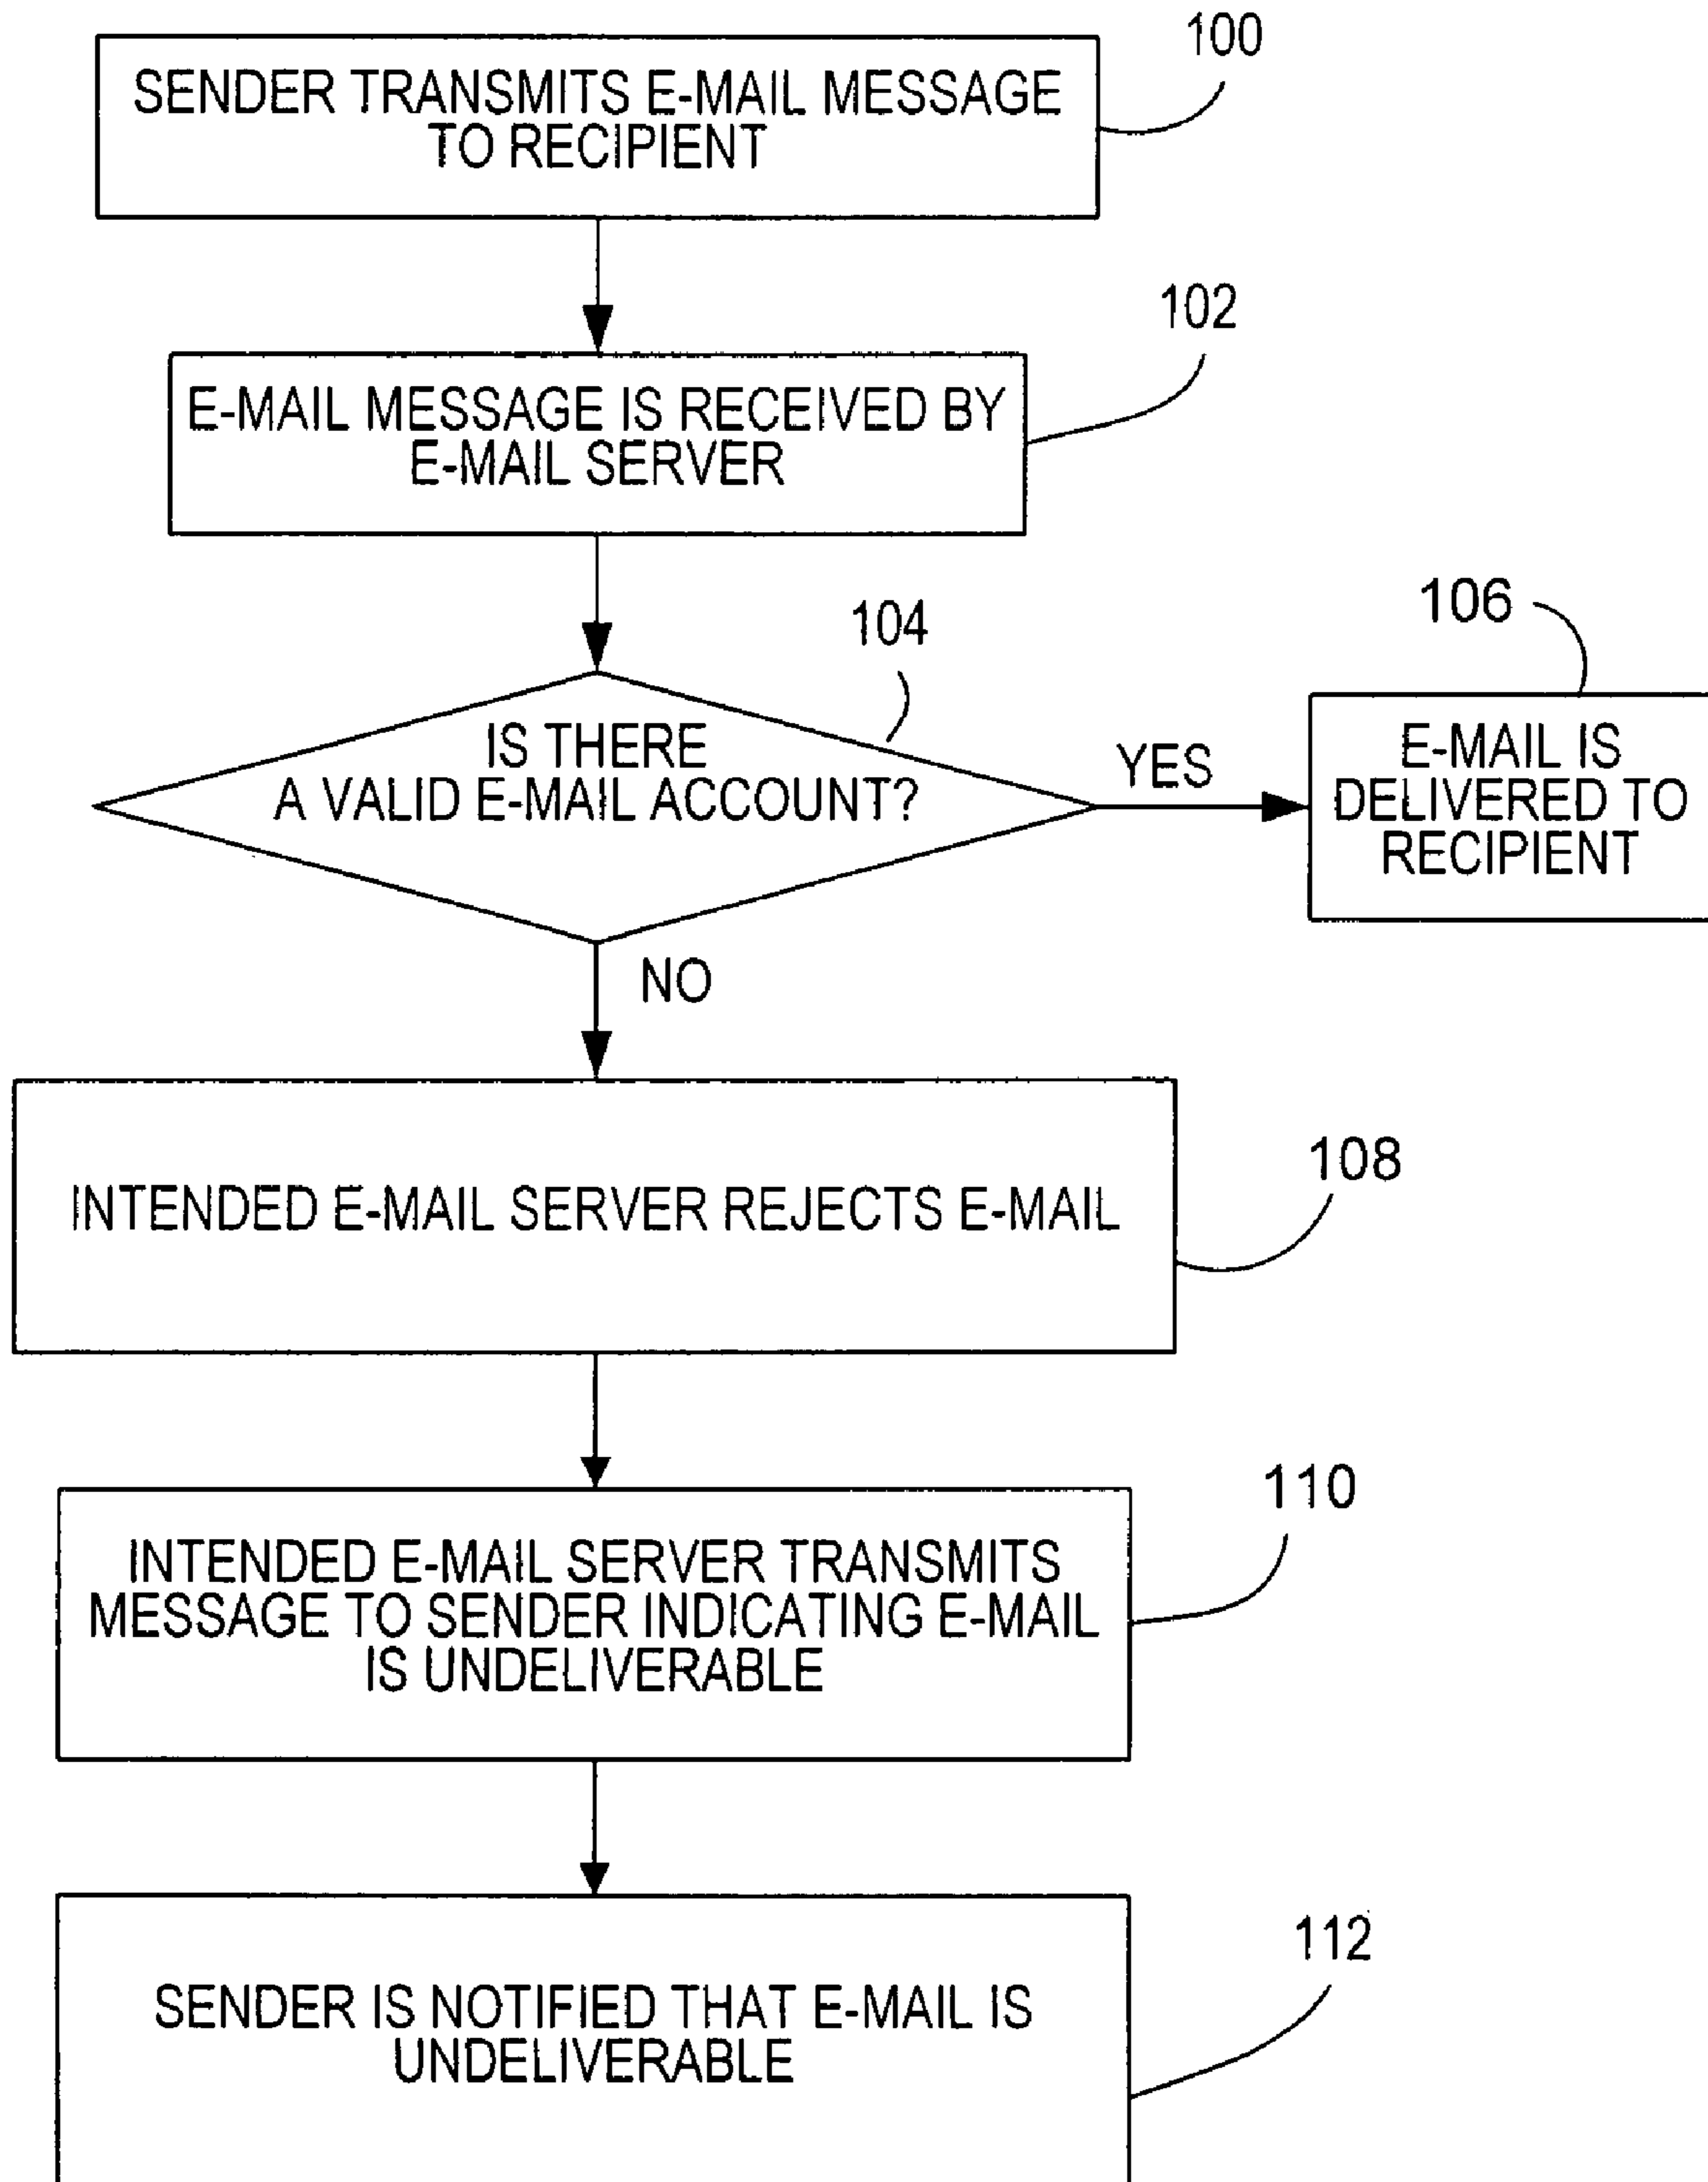 100
SENDER TRANSMITS E-MAIL MESSAGE
TO RECIPIENT
102
E-MAIL MESSAGE IS RECEIVED BY
E-MAIL SERVER
104
IS THERE
A VALID E-MAIL ACCOUNT?
YES
106
E-MAIL IS
DELIVERED TO
RECIPIENT
NO
108
INTENDED E-MAIL SERVER REJECTS E-MAIL
110
INTENDED E-MAIL SERVER TRANSMITS
MESSAGE TO SENDER INDICATING E-MAIL
IS UNDELIVERABLE
112
SENDER IS NOTIFIED THAT E-MAIL IS
UNDELIVERABLE